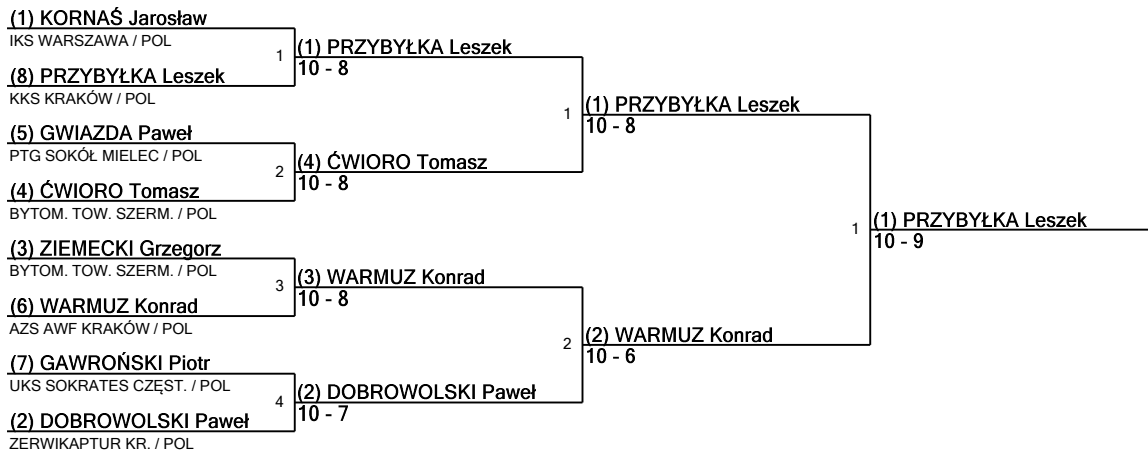 (1) KORNAŚ Jarosław
IKS WARSZAWA / POL
1
(8) PRZYBYŁKA Leszek
KKS KRAKÓW / POL
(5) GWIAZDA Paweł
PTG SOKÓŁ MIELEC / POL
2
(4) ĆWIORO Tomasz
BYTOM. TOW. SZERM. / POL
(3) ZIEMECKI Grzegorz
BYTOM. TOW. SZERM. / POL
3
(6) WARMUZ Konrad
AZS AWF KRAKÓW / POL
(7) GAWROŃSKI Piotr
UKS SOKRATES CZĘST. / POL
4
(2) DOBROWOLSKI Paweł
ZERWIKAPTUR KR. / POL
(1) PRZYBYŁKA Leszek
10 - 8
1
(4) ĆWIORO Tomasz
10 - 8
(3) WARMUZ Konrad
10 - 8
2
(2) DOBROWOLSKI Paweł
10 - 7
(1) PRZYBYŁKA Leszek
10 - 8
1
(2) WARMUZ Konrad
10 - 6
(1) PRZYBYŁKA Leszek
10 - 9